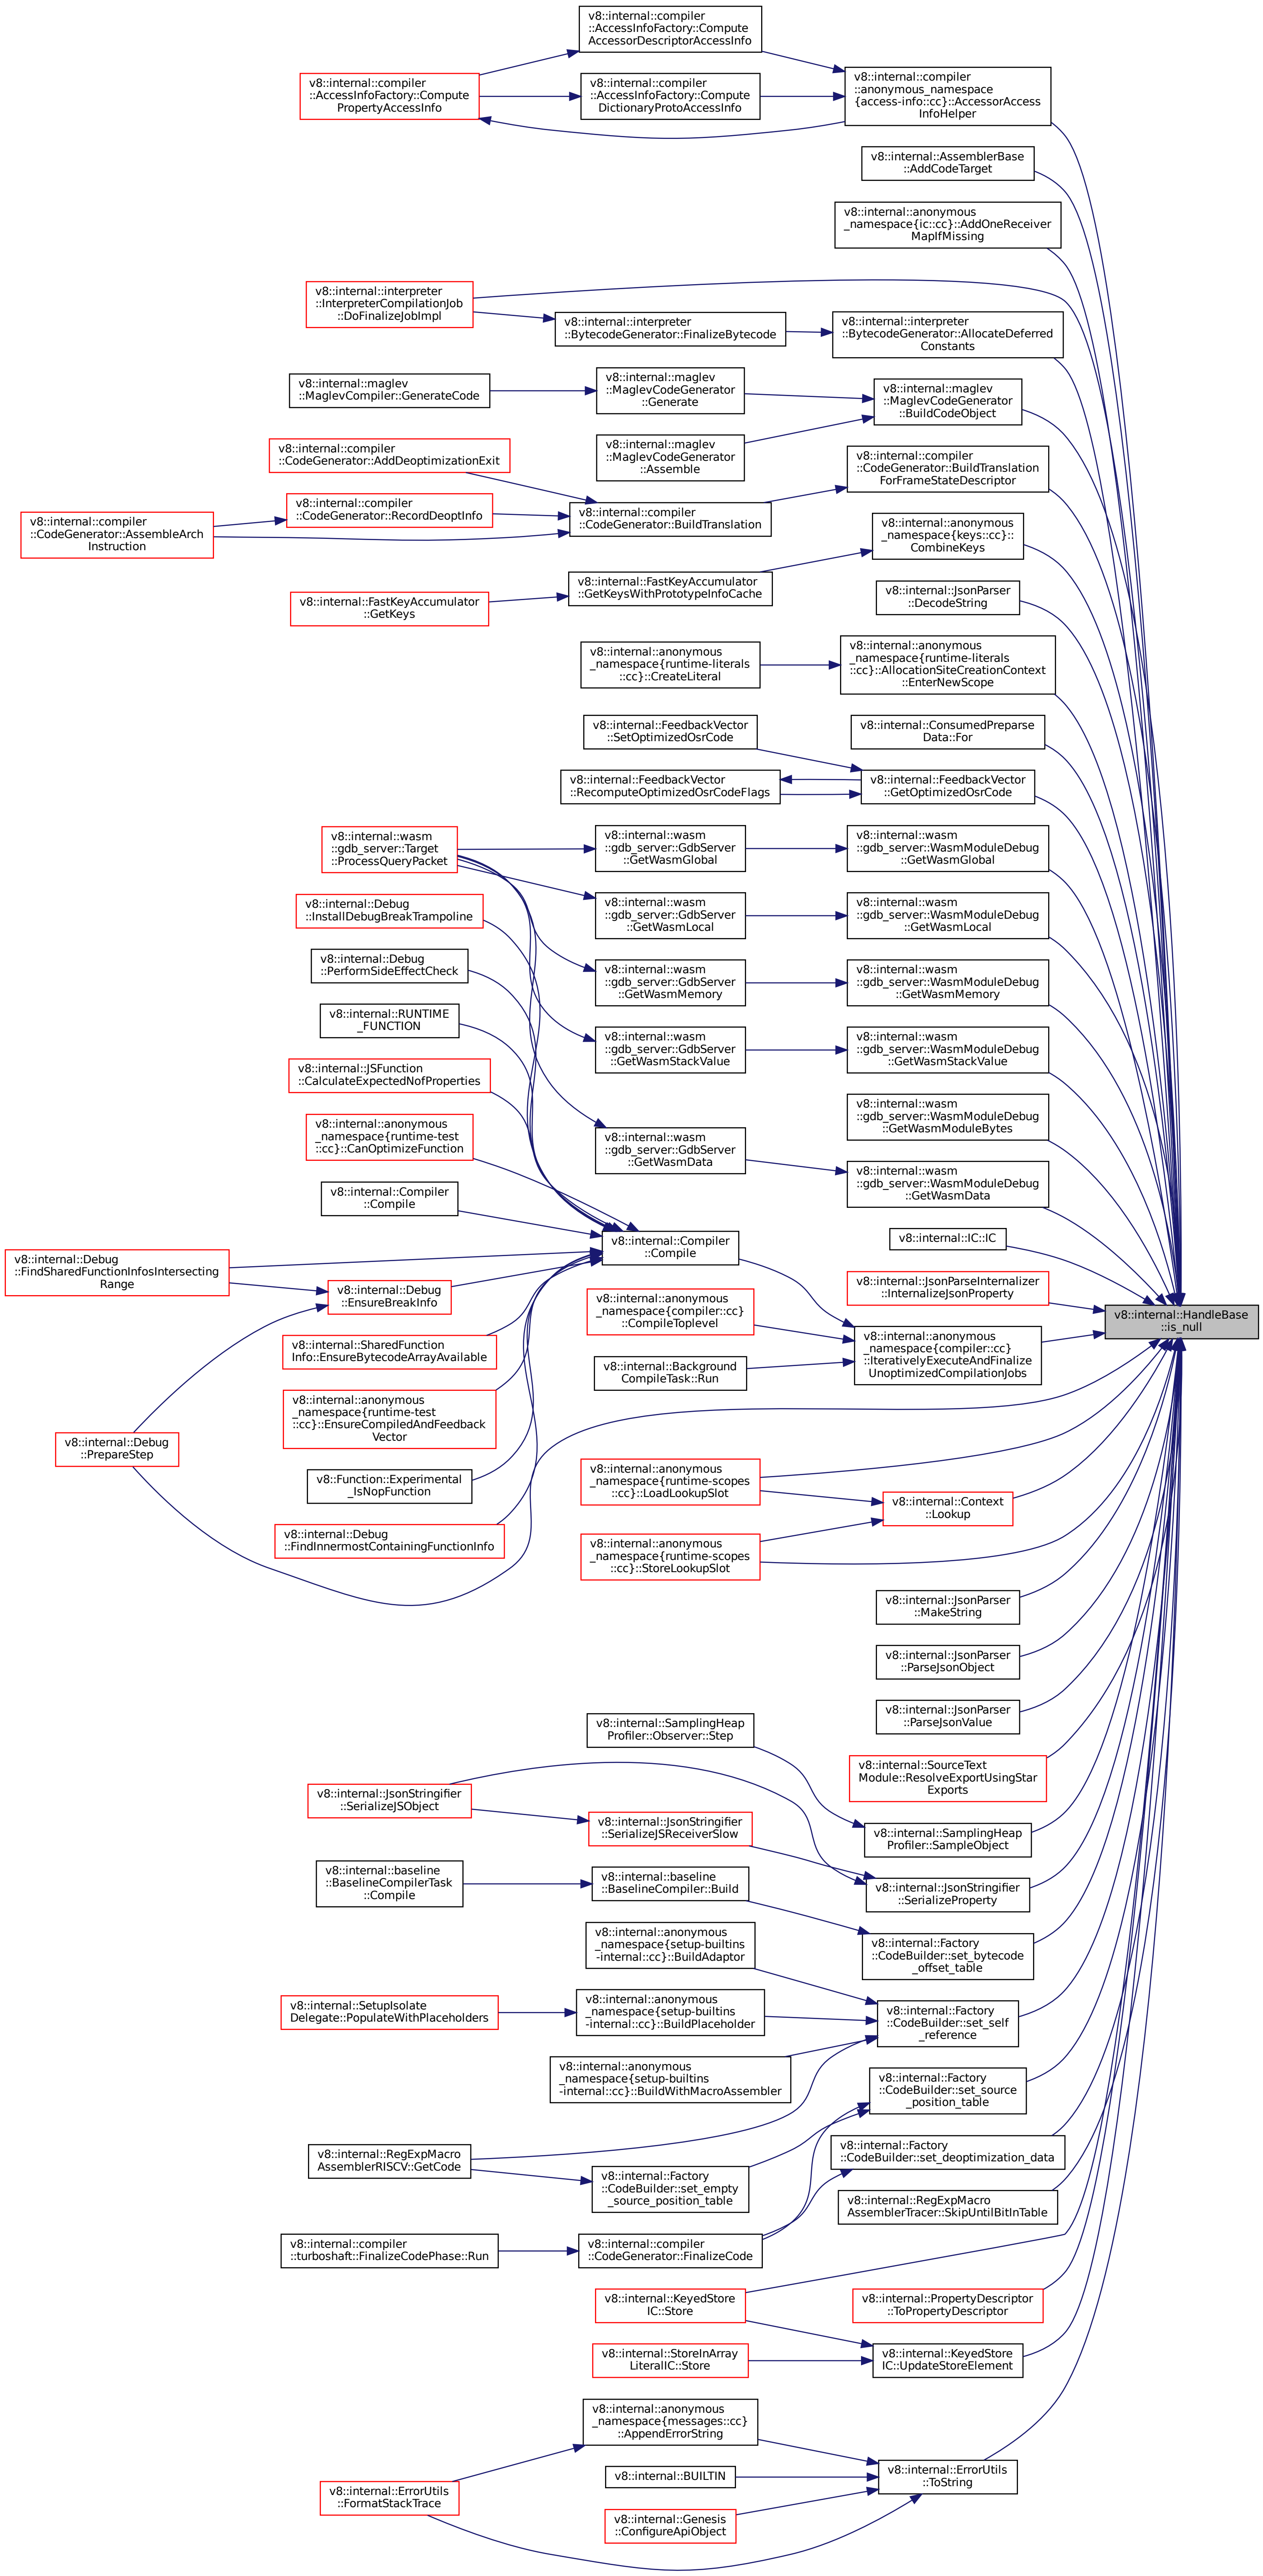 v8::internal::compiler
::AccessInfoFactory::Compute
AccessorDescriptorAccessInfo
v8::internal::compiler
::AccessInfoFactory::Compute
PropertyAccessInfo
v8::internal::compiler
::AccessInfoFactory::Compute
DictionaryProtoAccessInfo
v8::internal::compiler
::anonymous_namespace
{access-info::cc}::AccessorAccess
InfoHelper
v8::internal::AssemblerBase
::AddCodeTarget
v8::internal::anonymous
_namespace{ic::cc}::AddOneReceiver
MapIfMissing
v8::internal::interpreter
::InterpreterCompilationJob
::DoFinalizeJobImpl
v8::internal::interpreter
::BytecodeGenerator::FinalizeBytecode
v8::internal::interpreter
::BytecodeGenerator::AllocateDeferred
Constants
v8::internal::maglev
::MaglevCompiler::GenerateCode
v8::internal::maglev
::MaglevCodeGenerator
::Generate
v8::internal::maglev
::MaglevCodeGenerator
::BuildCodeObject
v8::internal::maglev
::MaglevCodeGenerator
::Assemble
v8::internal::compiler
::CodeGenerator::AddDeoptimizationExit
v8::internal::compiler
::CodeGenerator::BuildTranslation
ForFrameStateDescriptor
v8::internal::compiler
::CodeGenerator::RecordDeoptInfo
v8::internal::compiler
::CodeGenerator::BuildTranslation
v8::internal::compiler
::CodeGenerator::AssembleArch
Instruction
v8::internal::anonymous
_namespace{keys::cc}::
CombineKeys
v8::internal::FastKeyAccumulator
::GetKeysWithPrototypeInfoCache
v8::internal::FastKeyAccumulator
::GetKeys
v8::internal::JsonParser
::DecodeString
v8::internal::anonymous
_namespace{runtime-literals
::cc}::CreateLiteral
v8::internal::anonymous
_namespace{runtime-literals
::cc}::AllocationSiteCreationContext
::EnterNewScope
v8::internal::FeedbackVector
::SetOptimizedOsrCode
v8::internal::ConsumedPreparse
Data::For
v8::internal::FeedbackVector
::RecomputeOptimizedOsrCodeFlags
v8::internal::FeedbackVector
::GetOptimizedOsrCode
v8::internal::wasm
::gdb_server::Target
::ProcessQueryPacket
v8::internal::wasm
::gdb_server::GdbServer
::GetWasmGlobal
v8::internal::wasm
::gdb_server::WasmModuleDebug
::GetWasmGlobal
v8::internal::Debug
::InstallDebugBreakTrampoline
v8::internal::wasm
::gdb_server::GdbServer
::GetWasmLocal
v8::internal::wasm
::gdb_server::WasmModuleDebug
::GetWasmLocal
v8::internal::Debug
::PerformSideEffectCheck
v8::internal::wasm
::gdb_server::GdbServer
::GetWasmMemory
v8::internal::wasm
::gdb_server::WasmModuleDebug
::GetWasmMemory
v8::internal::RUNTIME
_FUNCTION
v8::internal::wasm
::gdb_server::GdbServer
::GetWasmStackValue
v8::internal::wasm
::gdb_server::WasmModuleDebug
::GetWasmStackValue
v8::internal::JSFunction
::CalculateExpectedNofProperties
v8::internal::wasm
::gdb_server::WasmModuleDebug
::GetWasmModuleBytes
v8::internal::anonymous
_namespace{runtime-test
::cc}::CanOptimizeFunction
v8::internal::wasm
::gdb_server::GdbServer
::GetWasmData
v8::internal::wasm
::gdb_server::WasmModuleDebug
::GetWasmData
v8::internal::Compiler
::Compile
v8::internal::IC::IC
v8::internal::Compiler
::Compile
v8::internal::Debug
::FindSharedFunctionInfosIntersecting
Range
v8::internal::Debug
::EnsureBreakInfo
v8::internal::JsonParseInternalizer
::InternalizeJsonProperty
v8::internal::anonymous
_namespace{compiler::cc}
::CompileToplevel
v8::internal::HandleBase
::is_null
v8::internal::anonymous
_namespace{compiler::cc}
::IterativelyExecuteAndFinalize
UnoptimizedCompilationJobs
v8::internal::SharedFunction
Info::EnsureBytecodeArrayAvailable
v8::internal::Background
CompileTask::Run
v8::internal::anonymous
_namespace{runtime-test
::cc}::EnsureCompiledAndFeedback
Vector
v8::internal::Debug
::PrepareStep
v8::Function::Experimental
_IsNopFunction
v8::internal::anonymous
_namespace{runtime-scopes
::cc}::LoadLookupSlot
v8::internal::Context
::Lookup
v8::internal::Debug
::FindInnermostContainingFunctionInfo
v8::internal::anonymous
_namespace{runtime-scopes
::cc}::StoreLookupSlot
v8::internal::JsonParser
::MakeString
v8::internal::JsonParser
::ParseJsonObject
v8::internal::JsonParser
::ParseJsonValue
v8::internal::SamplingHeap
Profiler::Observer::Step
v8::internal::SourceText
Module::ResolveExportUsingStar
Exports
v8::internal::JsonStringifier
::SerializeJSObject
v8::internal::JsonStringifier
::SerializeJSReceiverSlow
v8::internal::SamplingHeap
Profiler::SampleObject
v8::internal::baseline
::BaselineCompilerTask
::Compile
v8::internal::baseline
::BaselineCompiler::Build
v8::internal::JsonStringifier
::SerializeProperty
v8::internal::anonymous
_namespace{setup-builtins
-internal::cc}::BuildAdaptor
v8::internal::Factory
::CodeBuilder::set_bytecode
_offset_table
v8::internal::SetupIsolate
Delegate::PopulateWithPlaceholders
v8::internal::anonymous
_namespace{setup-builtins
-internal::cc}::BuildPlaceholder
v8::internal::Factory
::CodeBuilder::set_self
_reference
v8::internal::anonymous
_namespace{setup-builtins
-internal::cc}::BuildWithMacroAssembler
v8::internal::Factory
::CodeBuilder::set_source
_position_table
v8::internal::RegExpMacro
AssemblerRISCV::GetCode
v8::internal::Factory
::CodeBuilder::set_deoptimization_data
v8::internal::Factory
::CodeBuilder::set_empty
_source_position_table
v8::internal::RegExpMacro
AssemblerTracer::SkipUntilBitInTable
v8::internal::compiler
::turboshaft::FinalizeCodePhase::Run
v8::internal::compiler
::CodeGenerator::FinalizeCode
v8::internal::KeyedStore
IC::Store
v8::internal::PropertyDescriptor
::ToPropertyDescriptor
v8::internal::StoreInArray
LiteralIC::Store
v8::internal::KeyedStore
IC::UpdateStoreElement
v8::internal::anonymous
_namespace{messages::cc}
::AppendErrorString
v8::internal::BUILTIN
v8::internal::ErrorUtils
::ToString
v8::internal::ErrorUtils
::FormatStackTrace
v8::internal::Genesis
::ConfigureApiObject